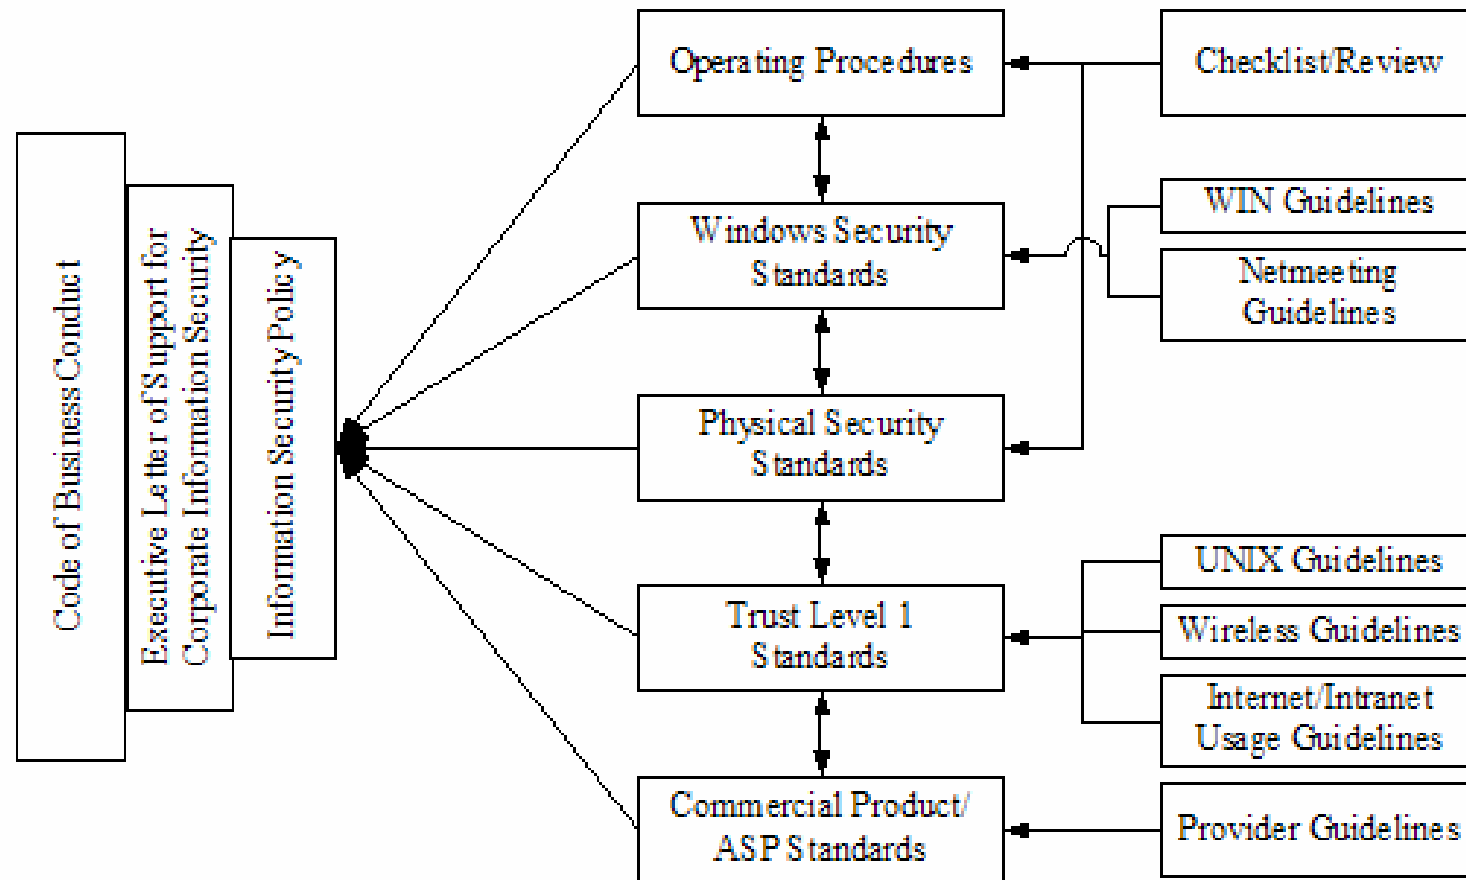 Code of Business Conduct
Executive Letter of Support for
Corporate Information Security
Information Security Policy
Operating Procedures
Windows Security
Standards
Physical Security
Standards
Trust Level 1
Standards
Commercial Product/
ASP Standards
Checklist/Review
WIN Guidelines
Netmeeting
Guidelines
UNIX Guidelines
Wireless Guidelines
Internet/Intranet
Usage Guidelines
Provider Guidelines